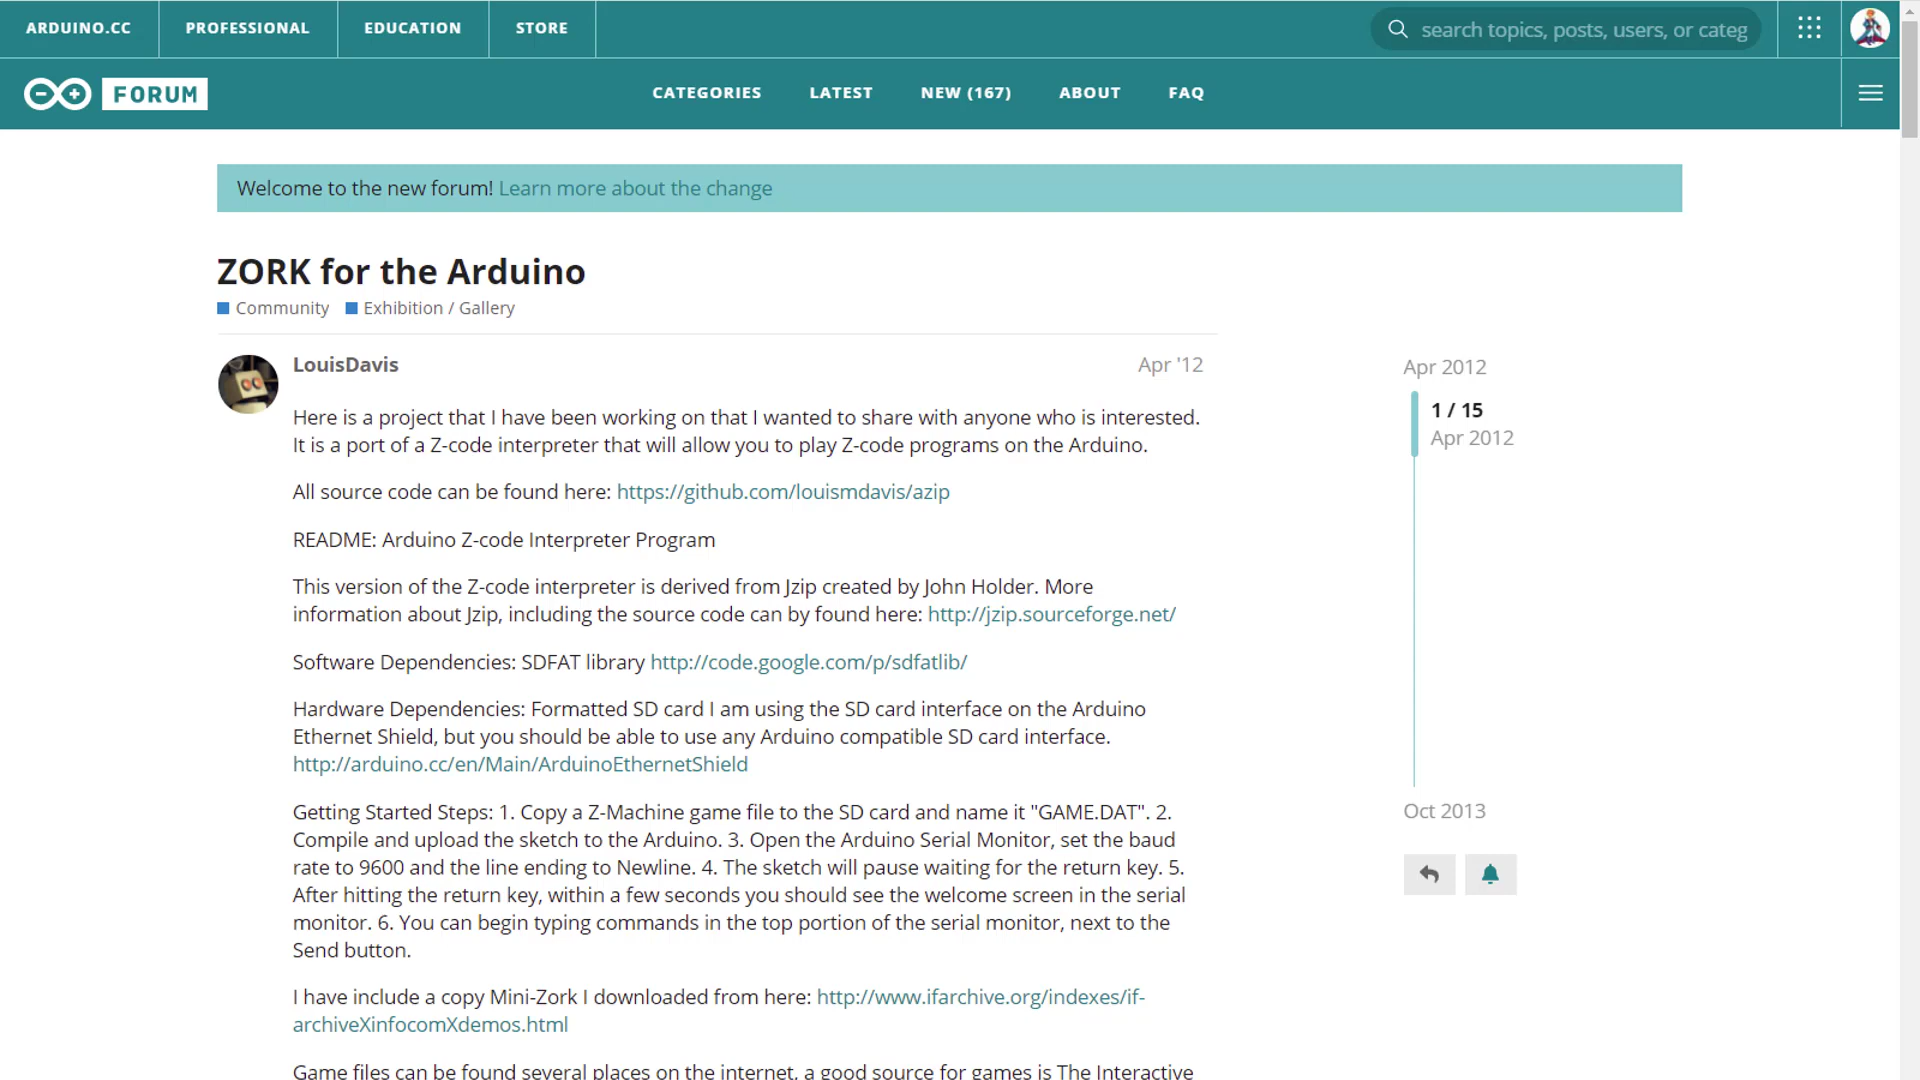 ARDUINO.CC PROFESSIONAL EDUCATION STORE search topics, posts, users, or categ
FORUM CATEGORIES LATEST NEW (167) ABOUT FAQ
Welcome to the new forum! Learn more about the change
ZORK for the Arduino
Community Exhibition / Gallery
LouisDavis Apr '12
Here is a project that I have been working on that I wanted to share with anyone who is interested.
It is a port of a Z-code interpreter that will allow you to play Z-code programs on the Arduino.
All source code can be found here: https://github.com/louismdavis/azip
README: Arduino Z-code Interpreter Program
This version of the Z-code interpreter is derived from Jzip created by John Holder. More
information about Jzip, including the source code can by found here: http://jzip.sourceforge.net/
Software Dependencies: SDFAT library http://code.google.com/p/sdfatlib/
Hardware Dependencies: Formatted SD card I am using the SD card interface on the Arduino
Ethernet Shield, but you should be able to use any Arduino compatible SD card interface.
http://arduino.cc/en/Main/ArduinoEthernetShield
Getting Started Steps: 1. Copy a Z-Machine game file to the SD card and name it "GAME.DAT". 2.
Compile and upload the sketch to the Arduino. 3. Open the Arduino Serial Monitor, set the baud
rate to 9600 and the line ending to Newline. 4. The sketch will pause waiting for the return key. 5.
After hitting the return key, within a few seconds you should see the welcome screen in the serial
monitor. 6. You can begin typing commands in the top portion of the serial monitor, next to the
Send button.
I have include a copy Mini-Zork I downloaded from here: http://www.ifarchive.org/indexes/if-
archiveXinfocomXdemos.html
Game files can be found several places on the internet, a good source for games is The Interactive
Apr 2012
1 / 15
Apr 2012
Oct 2013